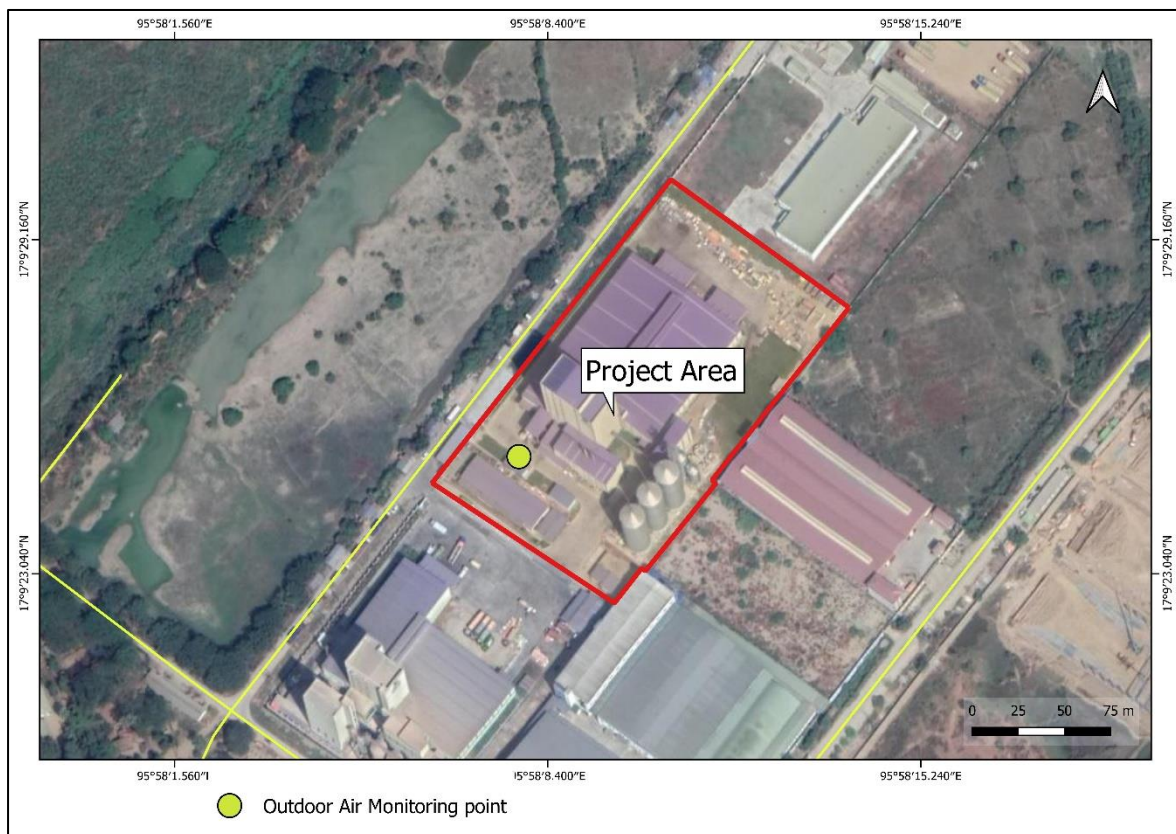 95°58′1.560″E 95°58′8.400″E 95°58′15.240″E
17°9′29.160″N 17°9′29.160″N
Project Area
17°9′23.040″N 17°9′23.040″N
0 25 50 75 m
95°58′1.560″I 95°58′8.400″E 95°58′15.240″E
Outdoor Air Monitoring point